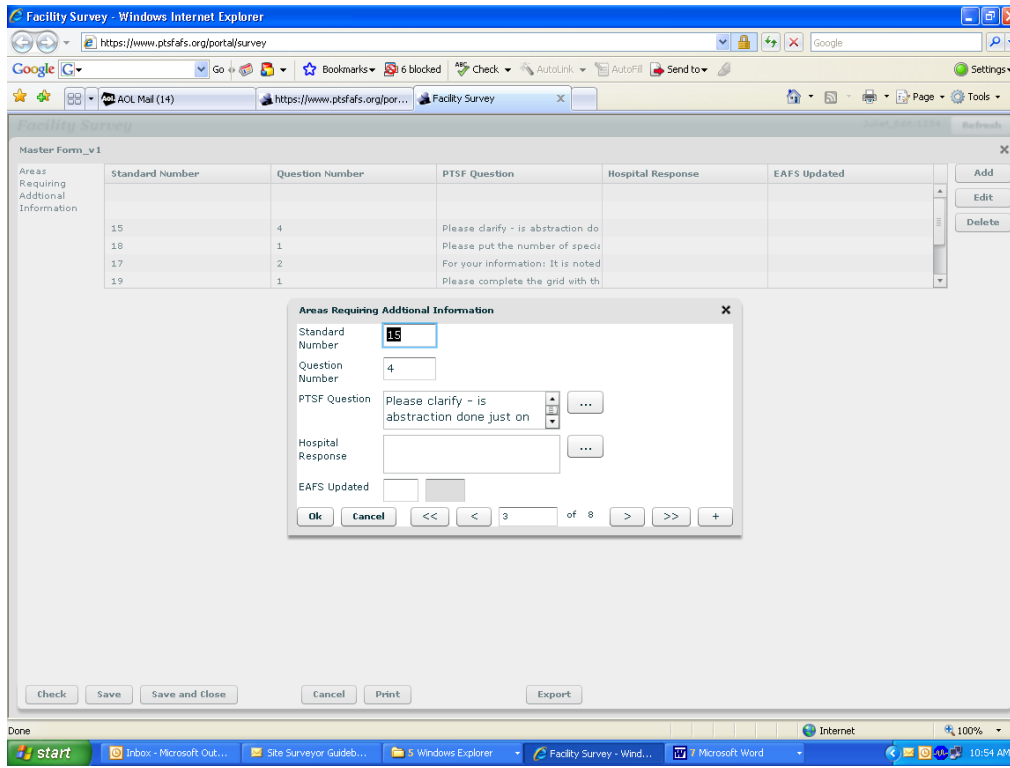 Facility Survey - Windows Internet Explorer
https://www.ptsfafs.org/portal/survey
Google
Google G Go Bookmarks 6 blocked ABC Check AutoLink AutoFill Send to Settings
AOL AOL Mail (14) https://www.ptsfafs.org/por... Facility Survey X Page Tools
Facility Survey Refresh
Master Form_v1 X
Areas Requiring Addtional Information
Standard Number Question Number PTSF Question Hospital Response EAFS Updated Add
Edit
Delete
15 4 Please clarify - is abstraction do
18 1 Please put the number of specia
17 2 For your information: It is noted
19 1 Please complete the grid with th
Areas Requiring Addtional Information X
Standard Number 15
Question Number 4
PTSF Question Please clarify - is
abstraction done just on ...
Hospital Response ...
EAFS Updated
Ok Cancel << < 3 of 8 > >> +
Check Save Save and Close Cancel Print Export
Done Internet 100%
start Inbox - Microsoft Out... Site Surveyor Guideb... 5 Windows Explorer Facility Survey - Wind... 7 Microsoft Word 10:54 AM